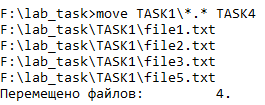 F:\lab_task>move TASK1\*.* TASK4
F:\lab_task\TASK1\file1.txt
F:\lab_task\TASK1\file2.txt
F:\lab_task\TASK1\file3.txt
F:\lab_task\TASK1\file5.txt
Перемещено файлов:         4.